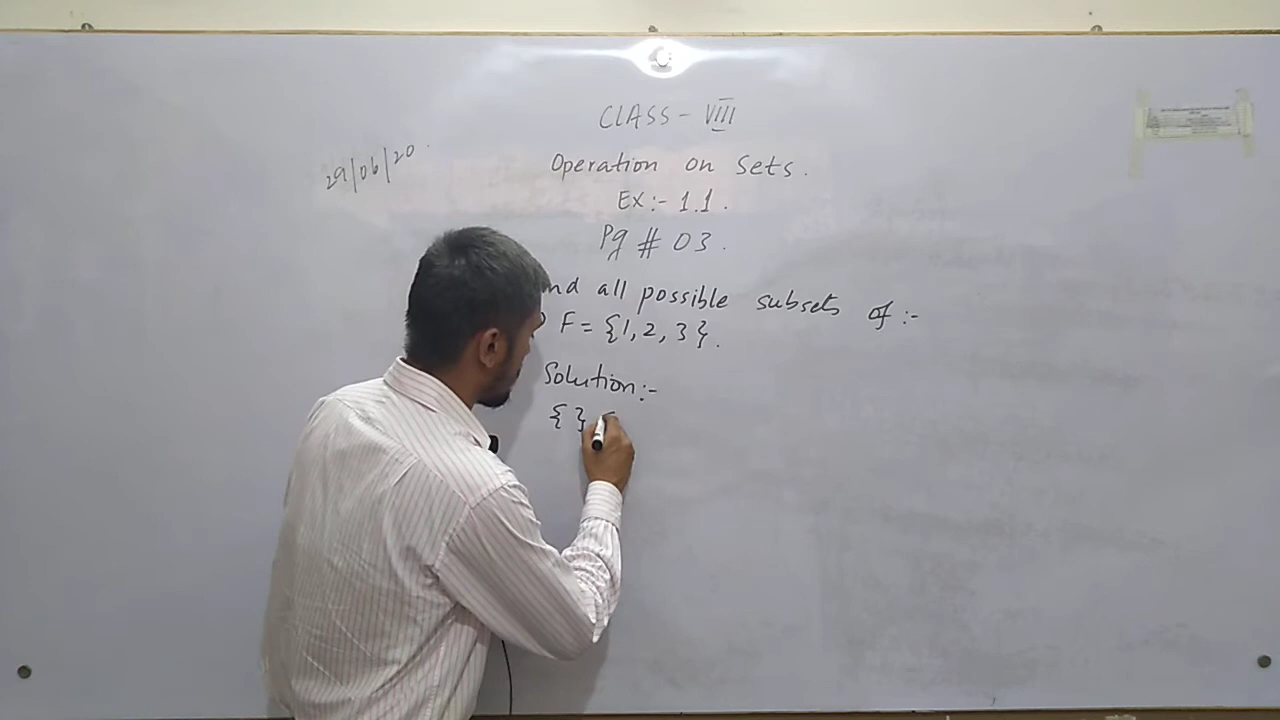 CLASS - VIII
29/06/20.
Operation on Sets.
Ex:- 1.1.
Pg # 03.
all possible subsets of :-
F = {1, 2, 3}.
Solution:-
{ }